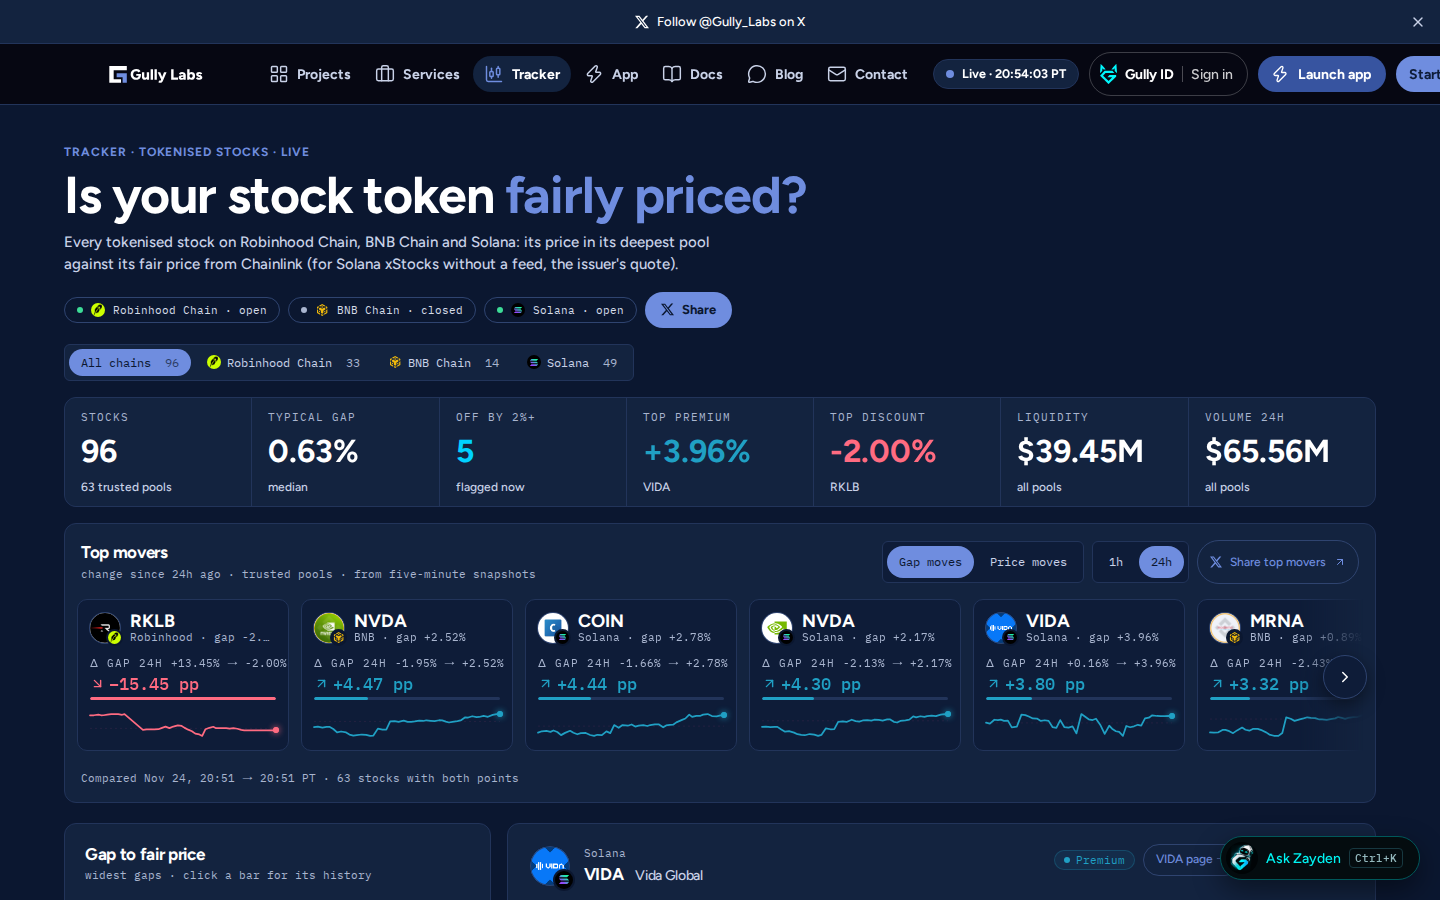 Follow @Gully_Labs on X
Gully Labs
Projects
Services
Tracker
App
Docs
Blog
Contact
Live · 20:54:03 PT
Gully ID
Sign in
Launch app
Start
TRACKER · TOKENISED STOCKS · LIVE
Is your stock token fairly priced?
Every tokenised stock on Robinhood Chain, BNB Chain and Solana: its price in its deepest pool
against its fair price from Chainlink (for Solana xStocks without a feed, the issuer's quote).
Robinhood Chain · open
BNB Chain · closed
Solana · open
Share
All chains 96
Robinhood Chain 33
BNB Chain 14
Solana 49
STOCKS
96
63 trusted pools
TYPICAL GAP
0.63%
median
OFF BY 2%+
5
flagged now
TOP PREMIUM
+3.96%
VIDA
TOP DISCOUNT
-2.00%
RKLB
LIQUIDITY
$39.45M
all pools
VOLUME 24H
$65.56M
all pools
Top movers
change since 24h ago · trusted pools · from five-minute snapshots
Gap moves
Price moves
1h
24h
Share top movers ↗
RKLB
Robinhood · gap -2...
Δ GAP 24H +13.45% → -2.00%
↘ −15.45 pp
NVDA
BNB · gap +2.52%
Δ GAP 24H -1.95% → +2.52%
↗ +4.47 pp
COIN
Solana · gap +2.78%
Δ GAP 24H -1.66% → +2.78%
↗ +4.44 pp
NVDA
Solana · gap +2.17%
Δ GAP 24H -2.13% → +2.17%
↗ +4.30 pp
VIDA
Solana · gap +3.96%
Δ GAP 24H +0.16% → +3.96%
↗ +3.80 pp
MRNA
BNB · gap +0.89%
Δ GAP 24H -2.43%
↗ +3.32 pp
Compared Nov 24, 20:51 → 20:51 PT · 63 stocks with both points
Gap to fair price
widest gaps · click a bar for its history
Solana
VIDA Vida Global
Premium
VIDA page
Ask Zayden
Ctrl+K